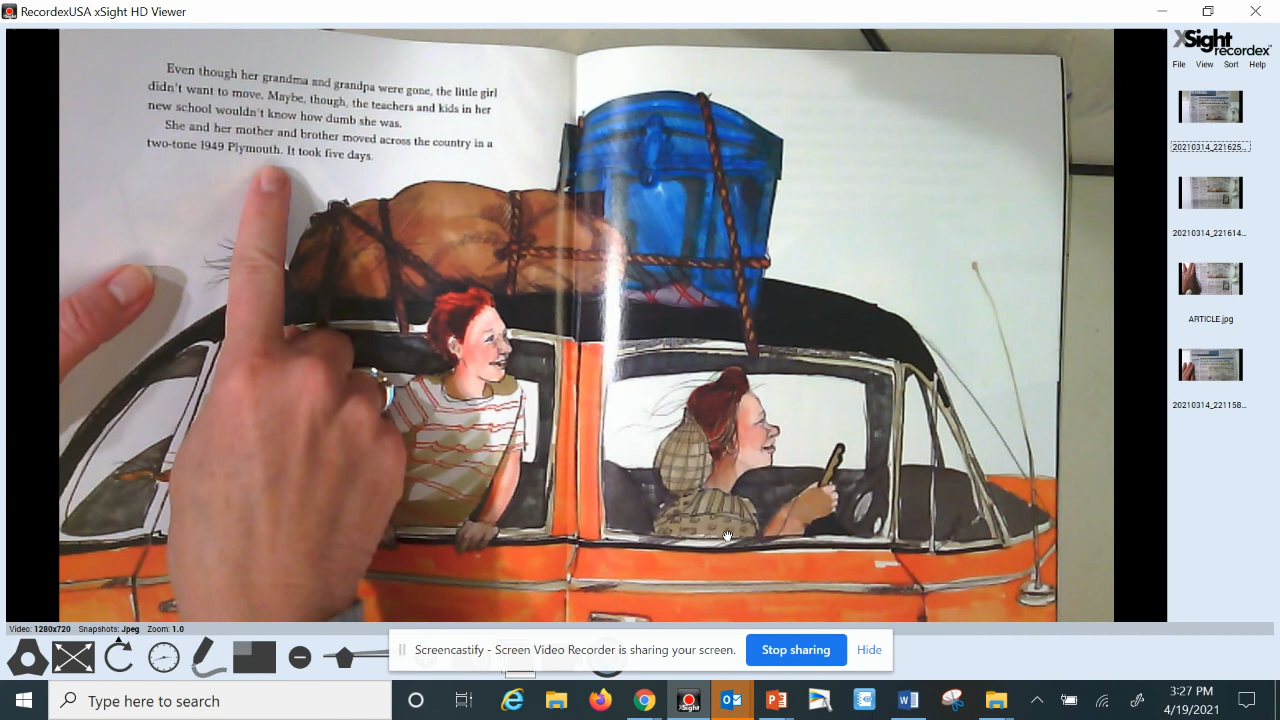 RecordexUSA xSight HD Viewer
XSight
recordex
File View Sort Help
Even though her grandma and grandpa were gone, the little girl
didn't want to move. Maybe, though, the teachers and kids in her
new school wouldn't know how dumb she was.
She and her mother and brother moved across the country in a
two-tone 1949 Plymouth. It took five days.
20210314_221625...
20210314_221614...
ARTICLE.jpg
20210314_221158...
Video: 1280x720 Snapshots: Jpeg Zoom: 1.0
Screencastify - Screen Video Recorder is sharing your screen.
Stop sharing
Hide
Type here to search
xSight
3:27 PM
4/19/2021